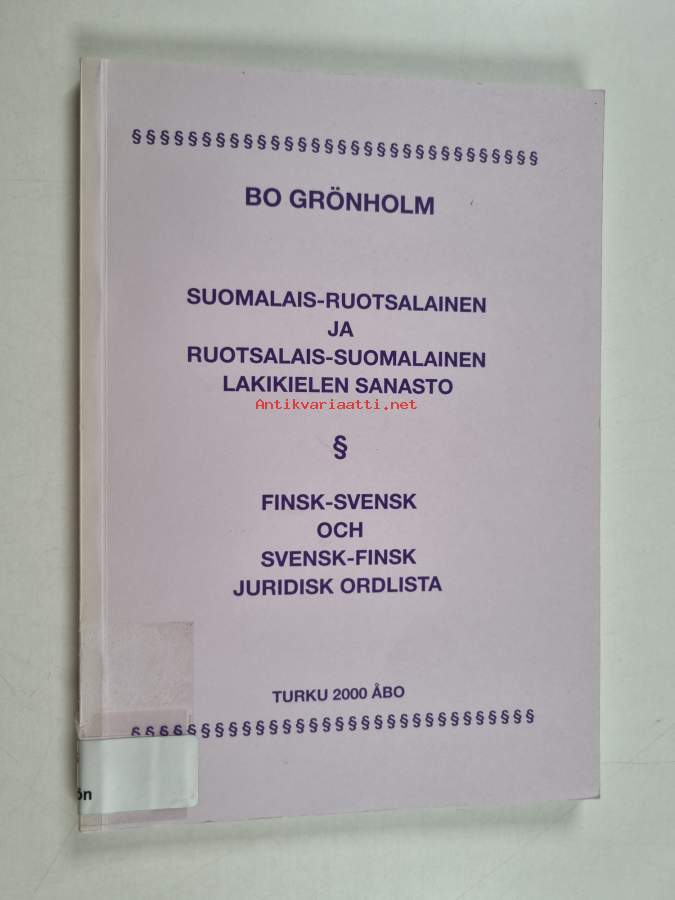 §§§§§§§§§§§§§§§§§§§§§§§§§§§§§§
BO GRÖNHOLM
SUOMALAIS-RUOTSALAINEN
JA
RUOTSALAIS-SUOMALAINEN
LAKIKIELEN SANASTO
Antikvariaatti.net
§
FINSK-SVENSK
OCH
SVENSK-FINSK
JURIDISK ORDLISTA
TURKU 2000 ÅBO
§§§§§§§§§§§§§§§§§§§§§§§§§§§§§§